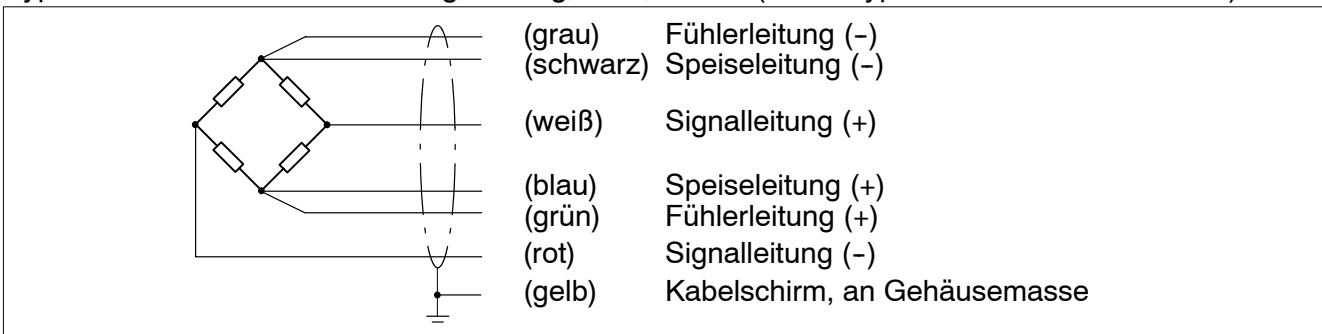 (grau) Fühlerleitung (-)
(schwarz) Speiseleitung (-)
(weiß) Signalleitung (+)
(blau) Speiseleitung (+)
(grün) Fühlerleitung (+)
(rot) Signalleitung (-)
(gelb) Kabelschirm, an Gehäusemasse